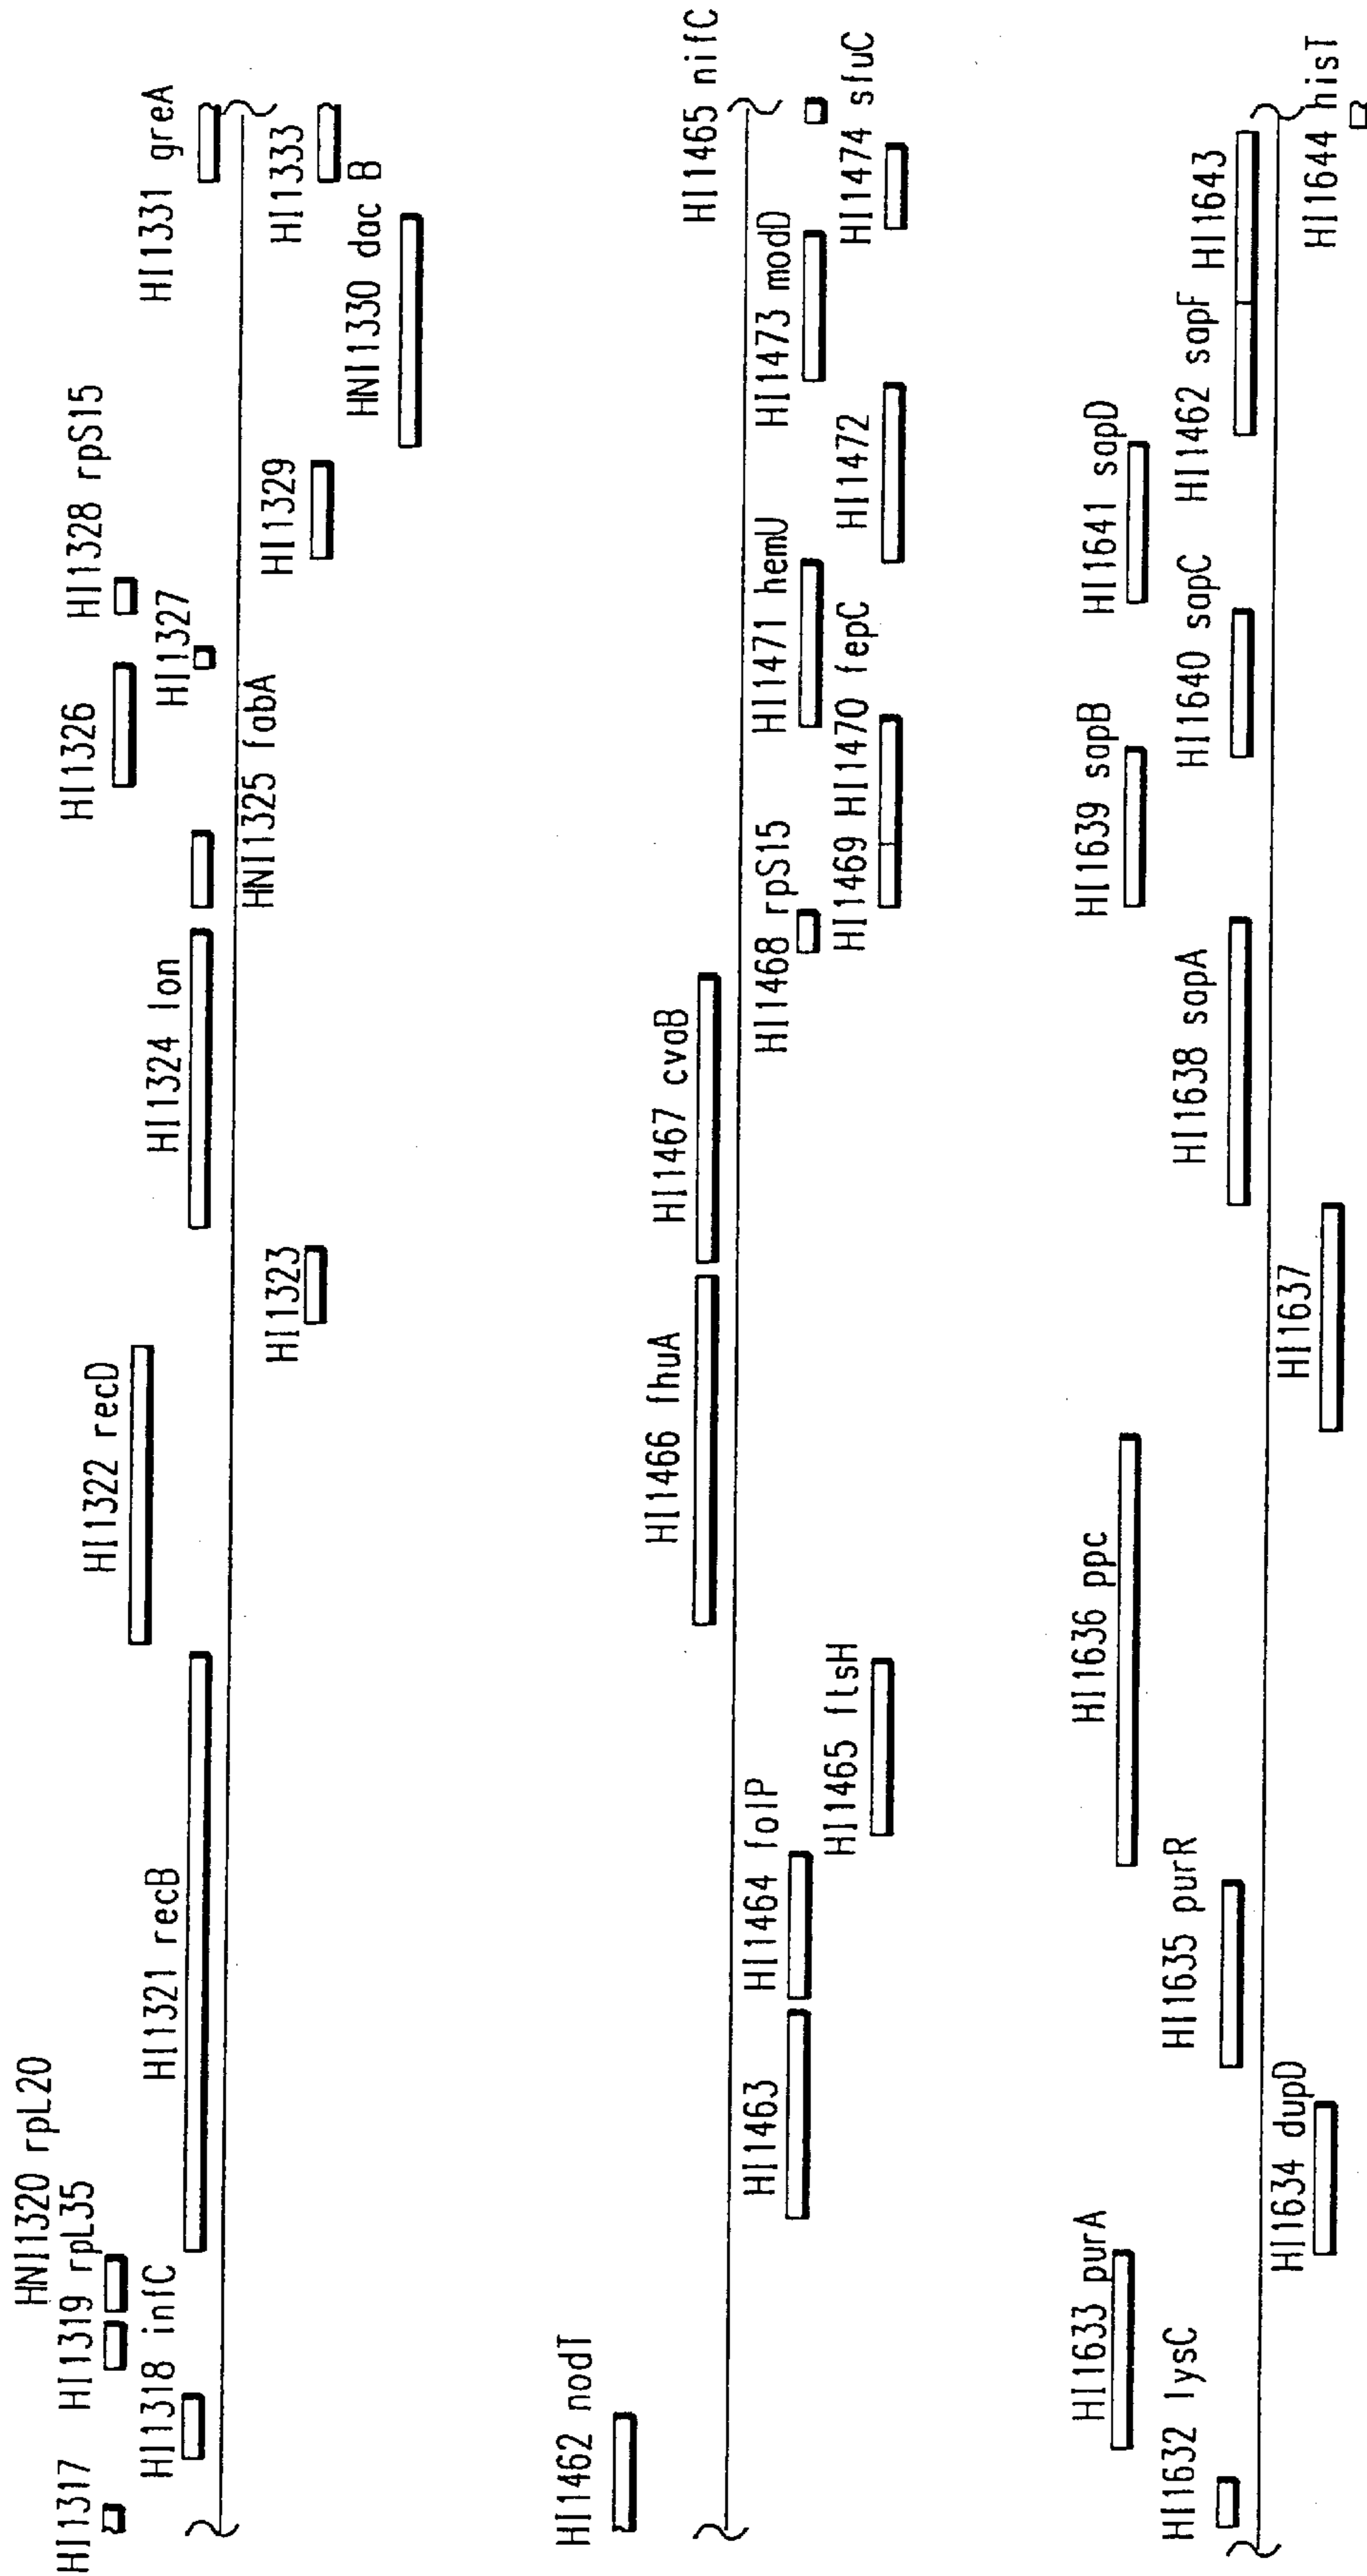 HI1317
HI1318 infC
HI1319 rpL35
HNI1320 rpL20
HI1321 recB
HI1322 recD
HI1323
HI1324 lon
HNI1325 fabA
HI1326
HI1327
HI1328 rpS15
HI1329
HNI1330 dac B
HI1331 greA
HI1333
HI1462 nodT
HI1463
HI1464 folP
HI1465 ftsH
HI1466 fhuA
HI1467 cvaB
HI1468 rpS15
HI1469
HI1470 fepC
HI1471 hemU
HI1472
HI1473 modD
HI1474 sfuC
HI1465 nifC
HI1632 lysC
HI1633 purA
HI1634 dupD
HI1635 purR
HI1636 ppc
HI1637
HI1638 sapA
HI1639 sapB
HI1640 sapC
HI1641 sapD
HI1462 sapF
HI1643
HI1644 hisT